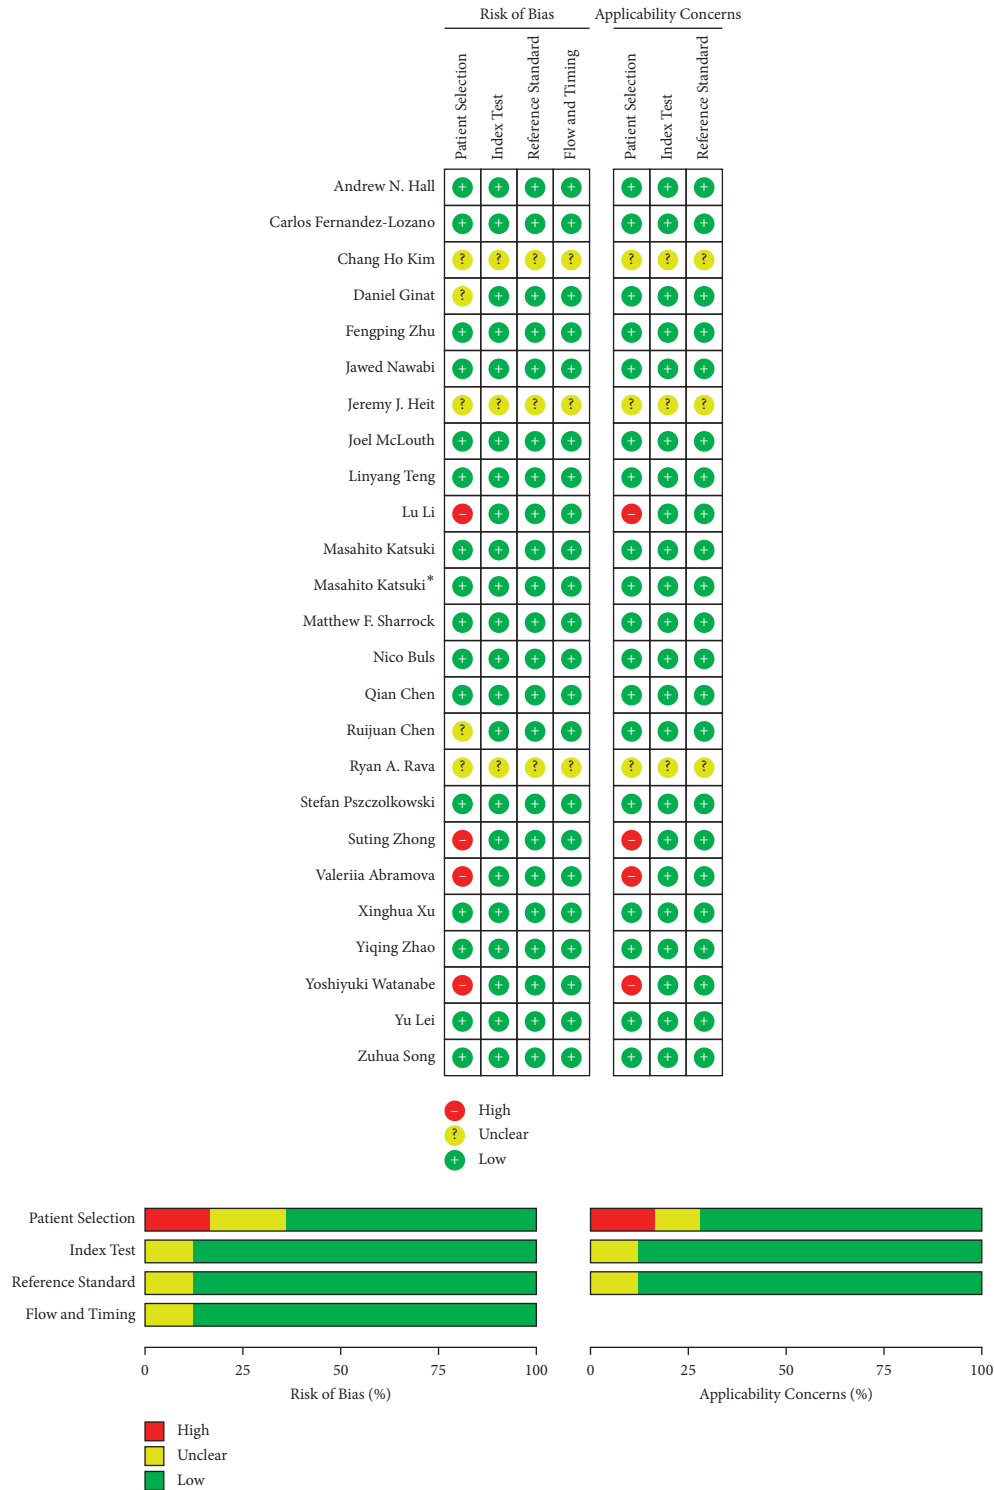 Risk of Bias
Applicability Concerns
Patient Selection
Index Test
Reference Standard
Flow and Timing
Patient Selection
Index Test
Reference Standard
Andrew N. Hall + + + + + + +
Carlos Fernandez-Lozano + + + + + + +
Chang Ho Kim ? ? ? ? ? ? ?
Daniel Ginat ? + + + + + +
Fengping Zhu + + + + + + +
Jawed Nawabi + + + + + + +
Jeremy J. Heit ? ? ? ? ? ? ?
Joel McLouth + + + + + + +
Linyang Teng + + + + + + +
Lu Li – + + + – + +
Masahito Katsuki + + + + + + +
Masahito Katsuki* + + + + + + +
Matthew F. Sharrock + + + + + + +
Nico Buls + + + + + + +
Qian Chen + + + + + + +
Ruijuan Chen ? + + + + + +
Ryan A. Rava ? ? ? ? ? ? ?
Stefan Pszczolkowski + + + + + + +
Suting Zhong – + + + – + +
Valeriia Abramova – + + + – + +
Xinghua Xu + + + + + + +
Yiqing Zhao + + + + + + +
Yoshiyuki Watanabe – + + + – + +
Yu Lei + + + + + + +
Zuhua Song + + + + + + +
– High
? Unclear
+ Low
Patient Selection
Index Test
Reference Standard
Flow and Timing
0 25 50 75 100
Risk of Bias (%)
0 25 50 75 100
Applicability Concerns (%)
High
Unclear
Low